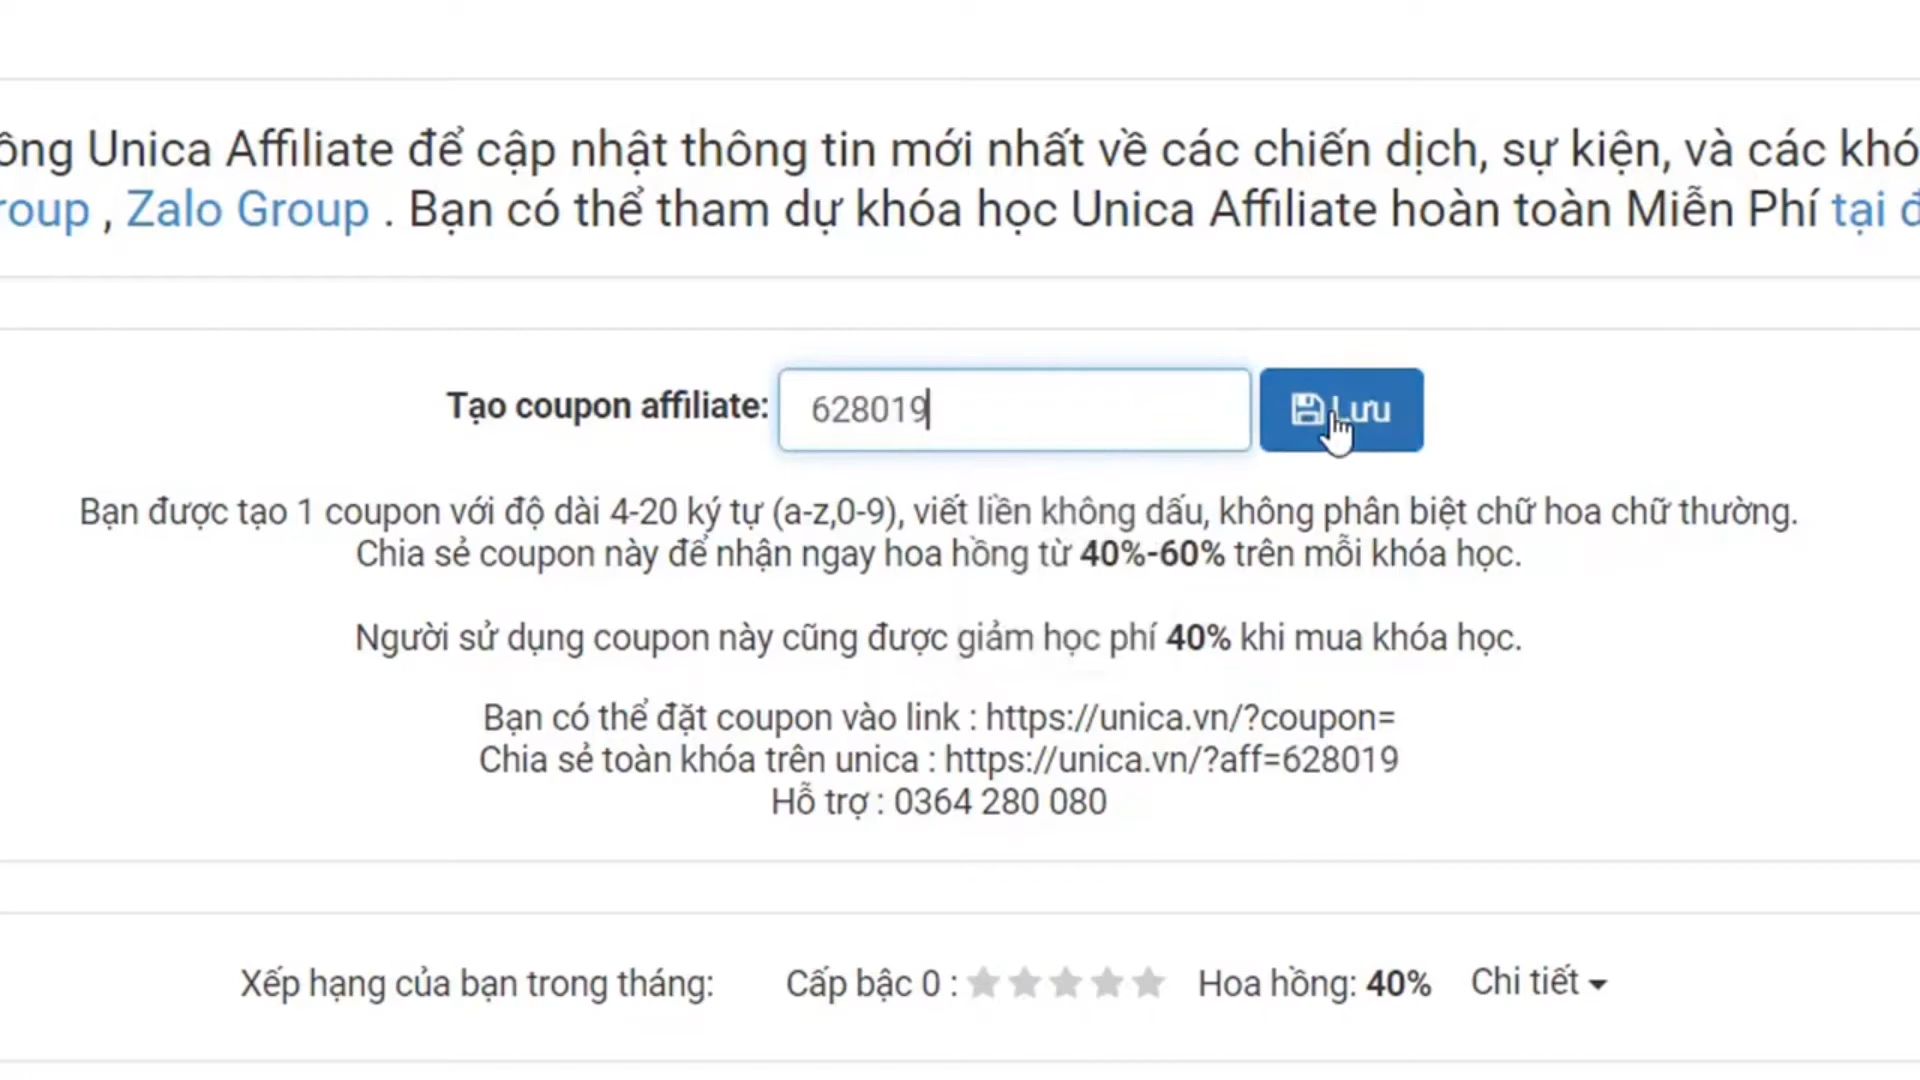 ông Unica Affiliate để cập nhật thông tin mới nhất về các chiến dịch, sự kiện, và các khó
roup , Zalo Group . Bạn có thể tham dự khóa học Unica Affiliate hoàn toàn Miễn Phí tại đ
Tạo coupon affiliate: 628019 Lưu
Bạn được tạo 1 coupon với độ dài 4-20 ký tự (a-z,0-9), viết liền không dấu, không phân biệt chữ hoa chữ thường.
Chia sẻ coupon này để nhận ngay hoa hồng từ 40%-60% trên mỗi khóa học.
Người sử dụng coupon này cũng được giảm học phí 40% khi mua khóa học.
Bạn có thể đặt coupon vào link : https://unica.vn/?coupon=
Chia sẻ toàn khóa trên unica : https://unica.vn/?aff=628019
Hỗ trợ : 0364 280 080
Xếp hạng của bạn trong tháng: Cấp bậc 0 : Hoa hồng: 40% Chi tiết